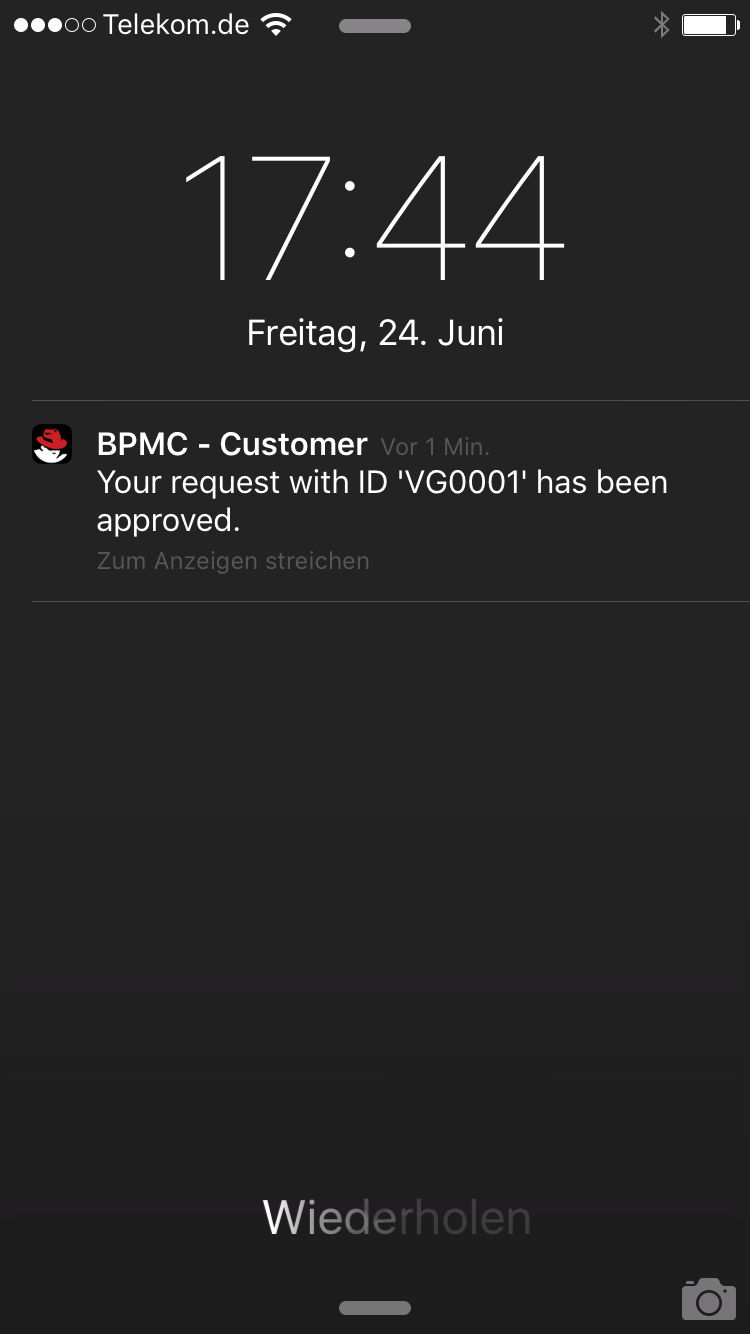 Telekom.de
17:44
Freitag, 24. Juni
BPMC - Customer Vor 1 Min.
Your request with ID 'VG0001' has been
approved.
Zum Anzeigen streichen
Wiederholen